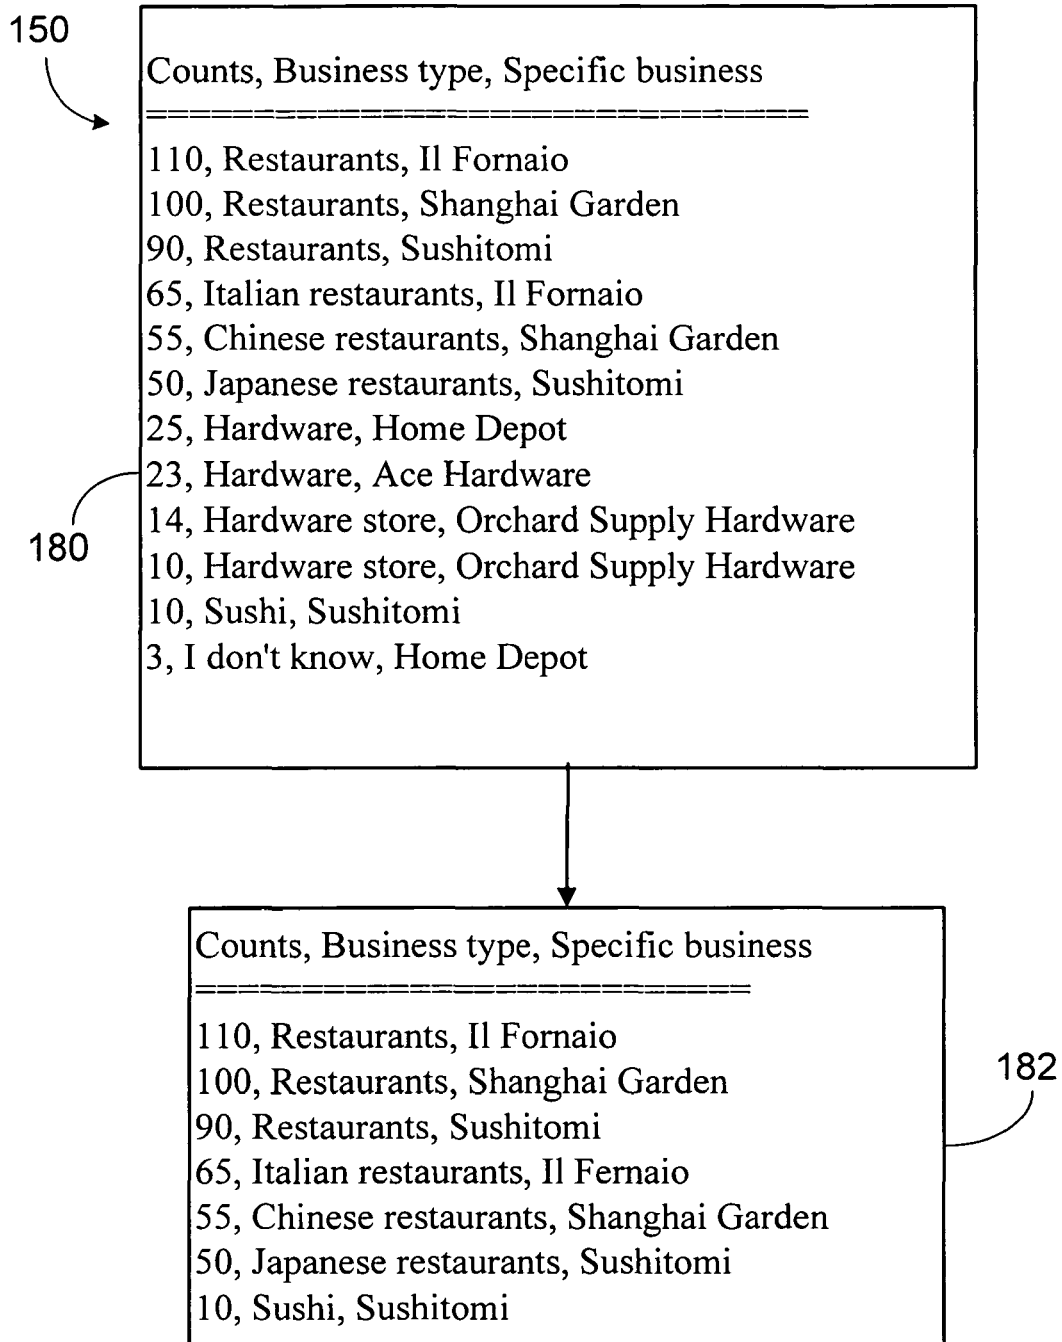 150
Counts, Business type, Specific business
===============================
110, Restaurants, Il Fornaio
100, Restaurants, Shanghai Garden
90, Restaurants, Sushitomi
65, Italian restaurants, Il Fornaio
55, Chinese restaurants, Shanghai Garden
50, Japanese restaurants, Sushitomi
25, Hardware, Home Depot
23, Hardware, Ace Hardware
14, Hardware store, Orchard Supply Hardware
180
10, Hardware store, Orchard Supply Hardware
10, Sushi, Sushitomi
3, I don't know, Home Depot
Counts, Business type, Specific business
==========================
110, Restaurants, Il Fornaio
100, Restaurants, Shanghai Garden
182
90, Restaurants, Sushitomi
65, Italian restaurants, Il Fernaio
55, Chinese restaurants, Shanghai Garden
50, Japanese restaurants, Sushitomi
10, Sushi, Sushitomi